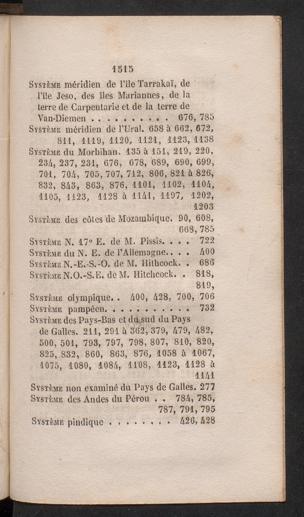 1515
SYSTÈME méridien de l'île Tarrakaï, de
l'île Jeso, des îles Mariannes, de la
terre de Carpentarie et de la terre de
Van-Diemen . . . . . . . . . . 676, 785
SYSTÈME méridien de l'Ural. 658 à 662, 672,
811, 1119, 1120, 1121, 1123, 1138
SYSTÈME du Morbihan. 135 à 151, 219, 220,
234, 237, 231, 676, 678, 689, 690, 699,
701, 704, 705, 707, 712, 806, 821 à 826,
832, 843, 863, 876, 1101, 1102, 1104,
1105, 1123, 1128 à 1141, 1197, 1202,
1203
SYSTÈME des côtes de Mozambique. 90, 608,
668, 785
SYSTÈME N. 17° E. de M. Pissis. . . . 722
SYSTÈME du N. E. de l'Allemagne. . . . 400
SYSTÈME N.-E.-S.-O. de M. Hithcock. . 686
SYSTÈME N.O.-S.E. de M. Hitchcock. . 818,
819,
SYSTÈME olympique. . 400, 428, 700, 706
SYSTÈME pampéen. . . . . . . . . . . 732
SYSTÈME des Pays-Bas et du sud du Pays
de Galles. 211, 291 à 362, 379, 479, 482,
500, 501, 793, 797, 798, 807, 810, 820,
825, 832, 860, 863, 876, 1058 à 1067,
1075, 1080, 1084, 1108, 1123, 1128 à
1141
SYSTÈME non examiné du Pays de Galles. 277
SYSTÈME des Andes du Pérou . . 784, 785,
787, 791, 795
SYSTÈME pindique . . . . . . . . 426, 428